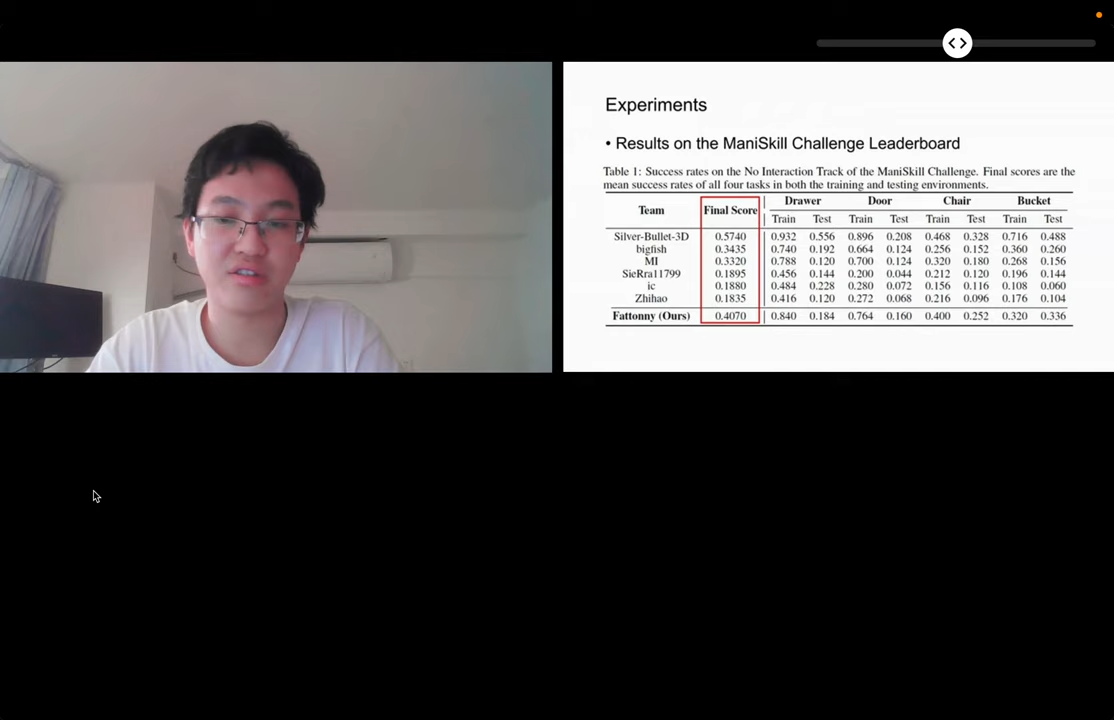 Experiments
• Results on the ManiSkill Challenge Leaderboard
Table 1: Success rates on the No Interaction Track of the ManiSkill Challenge. Final scores are the
mean success rates of all four tasks in both the training and testing environments.
Team Final Score Drawer Door Chair Bucket
Train Test Train Test Train Test Train Test
Silver-Bullet-3D 0.5740 0.932 0.556 0.896 0.208 0.468 0.328 0.716 0.488
bigfish 0.3435 0.740 0.192 0.664 0.124 0.256 0.152 0.360 0.260
MI 0.3320 0.788 0.120 0.700 0.124 0.320 0.180 0.268 0.156
SieRra11799 0.1895 0.456 0.144 0.200 0.044 0.212 0.120 0.196 0.144
ic 0.1880 0.484 0.228 0.280 0.072 0.156 0.116 0.108 0.060
Zhihao 0.1835 0.416 0.120 0.272 0.068 0.216 0.096 0.176 0.104
Fattonny (Ours) 0.4070 0.840 0.184 0.764 0.160 0.400 0.252 0.320 0.336